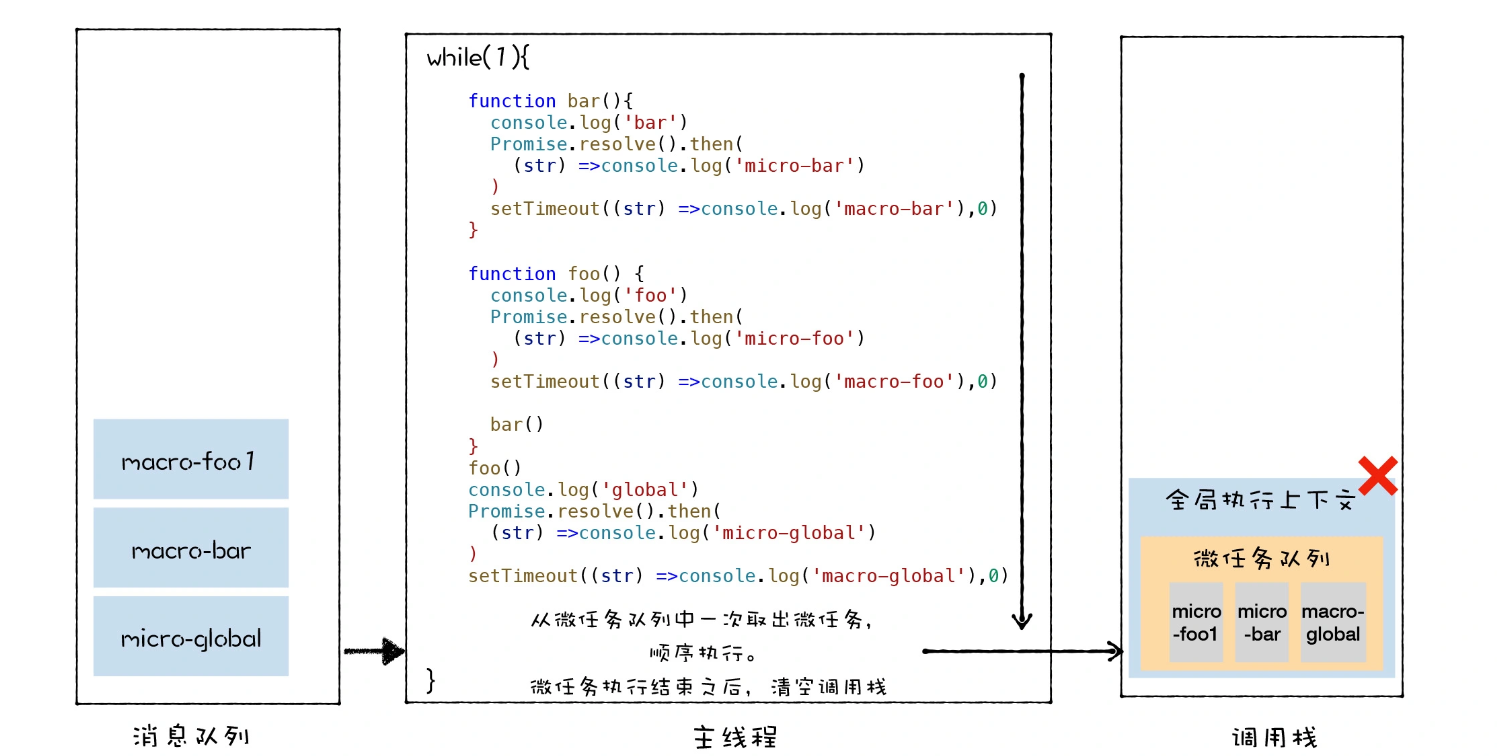 macro-foo1
macro-bar
micro-global
消息队列
while(1){
function bar(){
console.log('bar')
Promise.resolve().then(
(str) =>console.log('micro-bar')
)
setTimeout((str) =>console.log('macro-bar'),0)
}
function foo() {
console.log('foo')
Promise.resolve().then(
(str) =>console.log('micro-foo')
)
setTimeout((str) =>console.log('macro-foo'),0)
bar()
}
foo()
console.log('global')
Promise.resolve().then(
(str) =>console.log('micro-global')
)
setTimeout((str) =>console.log('macro-global'),0)
从微任务队列中一次取出微任务,
顺序执行。
微任务执行结束之后，清空调用栈
}
主线程
全局执行上下文
微任务队列
micro
-foo1
micro
-bar
macro-
global
调用栈